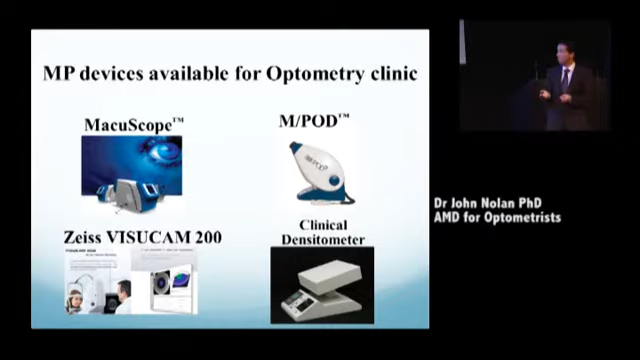 MP devices available for Optometry clinic
MacuScope™
M/POD™
Zeiss VISUCAM 200
Clinical
Densitometer
Dr John Nolan PhD
AMD for Optometrists